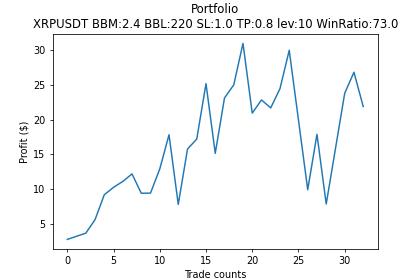 Portfolio
XRPUSDT BBM:2.4 BBL:220 SL:1.0 TP:0.8 lev:10 WinRatio:73.0
30
25
20
15
10
5
Profit ($)
0 5 10 15 20 25 30
Trade counts